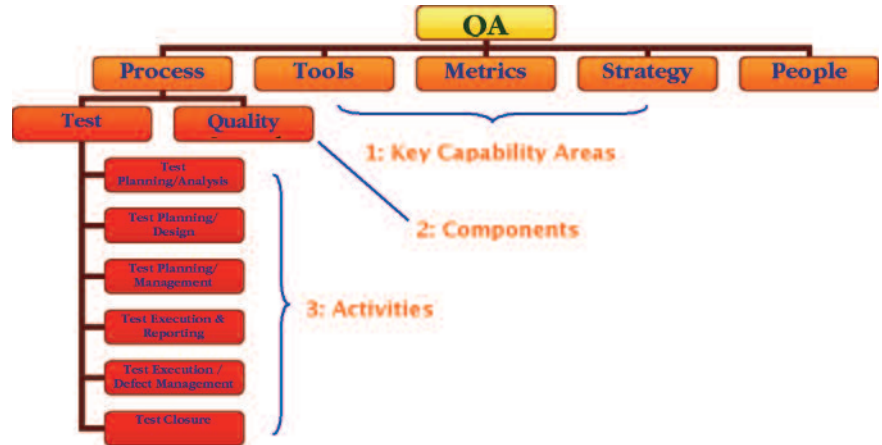 QA
Process Tools Metrics Strategy People
Test Quality
1: Key Capability Areas
Test
Planning/Analysis
2: Components
Test Planning/
Design
Test Planning/
Management
3: Activities
Test Execution &
Reporting
Test Execution /
Defect Management
Test Closure